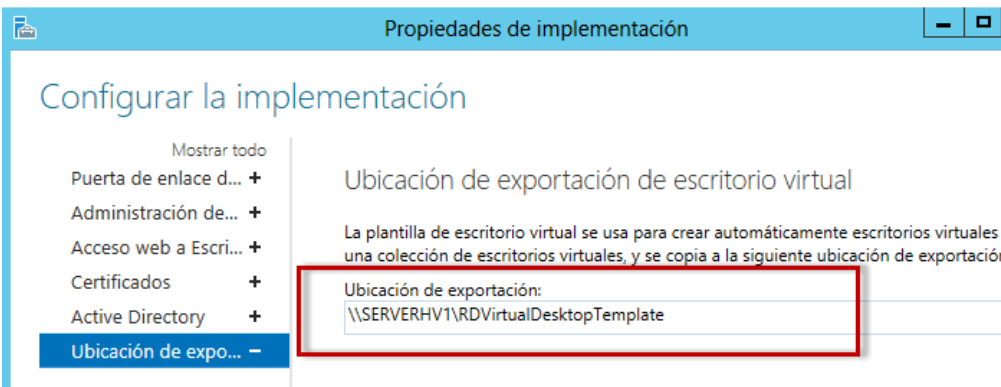 Propiedades de implementación
Configurar la implementación
Mostrar todo
Puerta de enlace d... +
Administración de... +
Acceso web a Escri... +
Certificados +
Active Directory +
Ubicación de expo... −
Ubicación de exportación de escritorio virtual
La plantilla de escritorio virtual se usa para crear automáticamente escritorios virtuales
una colección de escritorios virtuales, y se copia a la siguiente ubicación de exportación
Ubicación de exportación:
\\SERVERHV1\RDVirtualDesktopTemplate